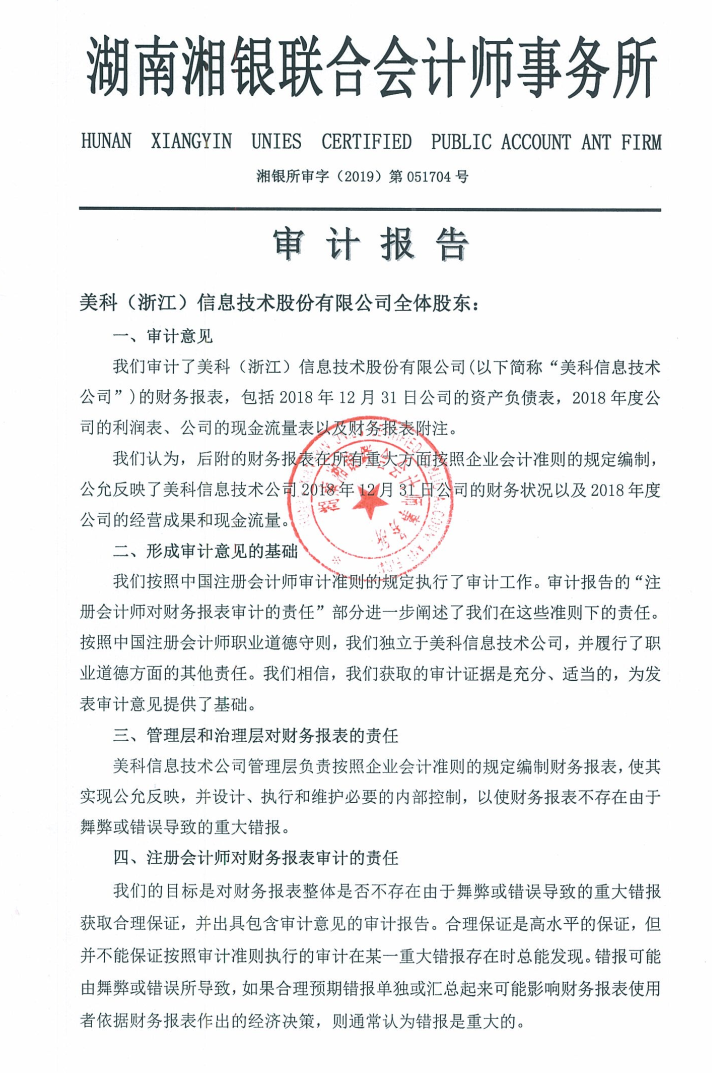 湖南湘银联合会计师事务所
HUNAN XIANGYIN UNIES CERTIFIED PUBLIC ACCOUNT ANT FIRM
湘银所审字（2019）第 051704 号
审 计 报 告
美科（浙江）信息技术股份有限公司全体股东：
一、审计意见
我们审计了美科（浙江）信息技术股份有限公司(以下简称“美科信息技术
公司”)的财务报表，包括 2018 年 12 月 31 日公司的资产负债表，2018 年度公
司的利润表、公司的现金流量表以及财务报表附注。
我们认为，后附的财务报表在所有重大方面按照企业会计准则的规定编制，
公允反映了美科信息技术公司 2018 年 12 月 31 日公司的财务状况以及 2018 年度
公司的经营成果和现金流量。
二、形成审计意见的基础
我们按照中国注册会计师审计准则的规定执行了审计工作。审计报告的“注
册会计师对财务报表审计的责任”部分进一步阐述了我们在这些准则下的责任。
按照中国注册会计师职业道德守则，我们独立于美科信息技术公司，并履行了职
业道德方面的其他责任。我们相信，我们获取的审计证据是充分、适当的，为发
表审计意见提供了基础。
三、管理层和治理层对财务报表的责任
美科信息技术公司管理层负责按照企业会计准则的规定编制财务报表，使其
实现公允反映，并设计、执行和维护必要的内部控制，以使财务报表不存在由于
舞弊或错误导致的重大错报。
四、注册会计师对财务报表审计的责任
我们的目标是对财务报表整体是否不存在由于舞弊或错误导致的重大错报
获取合理保证，并出具包含审计意见的审计报告。合理保证是高水平的保证，但
并不能保证按照审计准则执行的审计在某一重大错报存在时总能发现。错报可能
由舞弊或错误所导致，如果合理预期错报单独或汇总起来可能影响财务报表使用
者依据财务报表作出的经济决策，则通常认为错报是重大的。